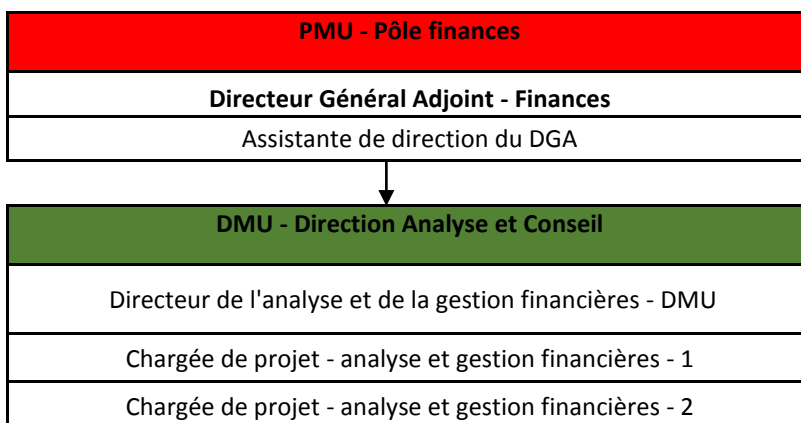 PMU - Pôle finances
Directeur Général Adjoint - Finances
Assistante de direction du DGA
DMU - Direction Analyse et Conseil
Directeur de l'analyse et de la gestion financières - DMU
Chargée de projet - analyse et gestion financières - 1
Chargée de projet - analyse et gestion financières - 2